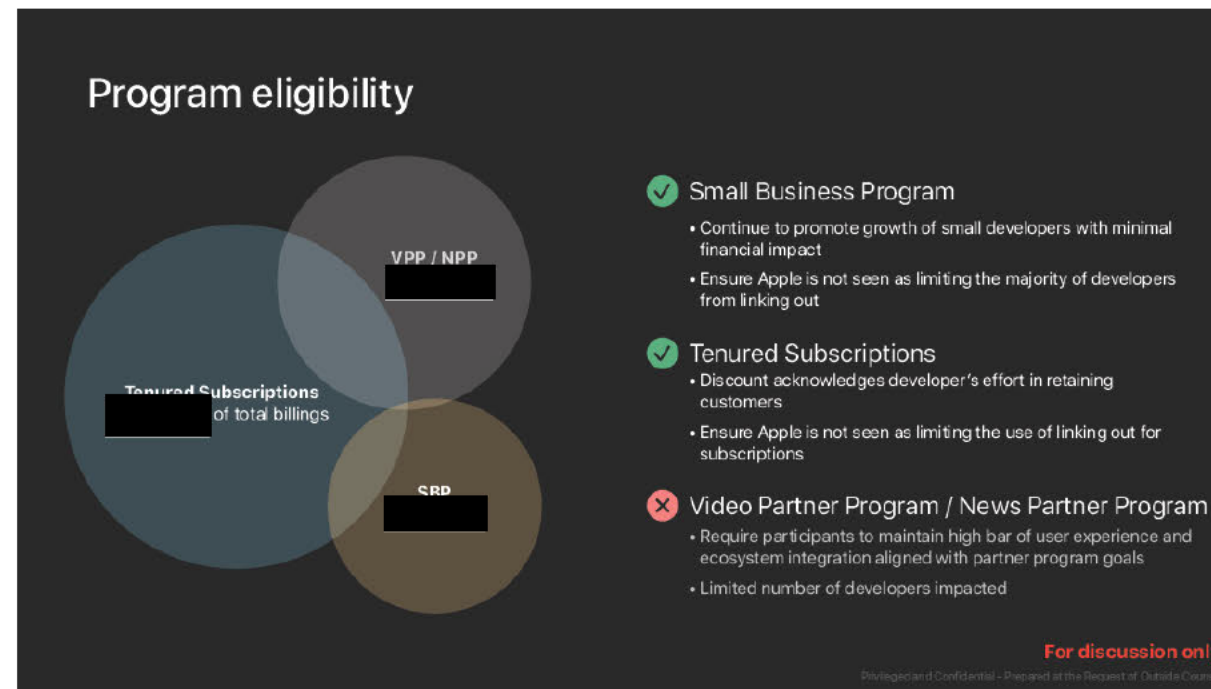 Program eligibility
VPP / NPP
Tenured Subscriptions
of total billings
SBP
Small Business Program
• Continue to promote growth of small developers with minimal
financial impact
• Ensure Apple is not seen as limiting the majority of developers
from linking out
Tenured Subscriptions
• Discount acknowledges developer's effort in retaining
customers
• Ensure Apple is not seen as limiting the use of linking out for
subscriptions
Video Partner Program / News Partner Program
• Require participants to maintain high bar of user experience and
ecosystem integration aligned with partner program goals
• Limited number of developers impacted
For discussion onl
Privileged and Confidential - Prepared at the Request of Outside Couns